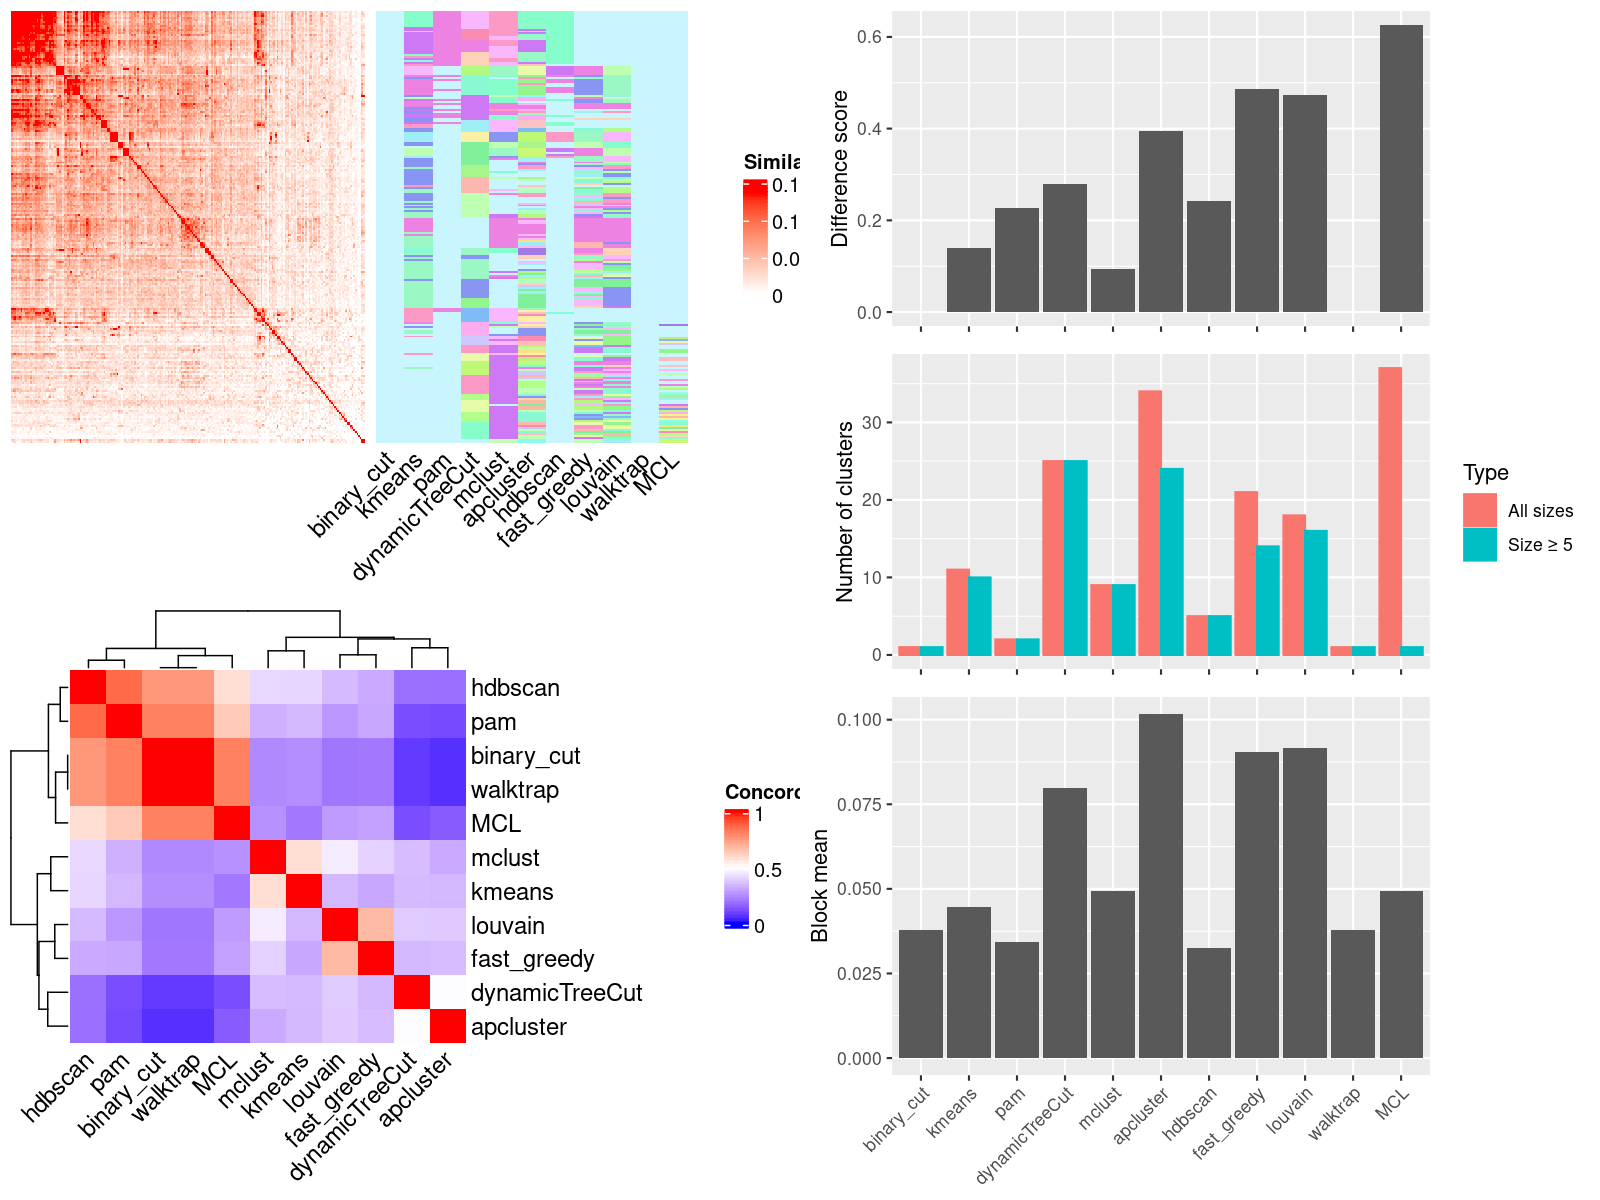 Simila
0.1
0.1
0.0
0
binary_cut
kmeans
pam
dynamicTreeCut
mclust
apcluster
hdbscan
fast_greedy
louvain
walktrap
MCL
hdbscan
pam
binary_cut
walktrap
MCL
mclust
kmeans
louvain
fast_greedy
dynamicTreeCut
apcluster
Concord
1
0.5
0
hdbscan
pam
binary_cut
walktrap
MCL
mclust
kmeans
louvain
fast_greedy
dynamicTreeCut
apcluster
Difference score
0.6
0.4
0.2
0.0
Number of clusters
30
20
10
0
Type
All sizes
Size ≥ 5
Block mean
0.100
0.075
0.050
0.025
0.000
binary_cut
kmeans
pam
dynamicTreeCut
mclust
apcluster
hdbscan
fast_greedy
louvain
walktrap
MCL